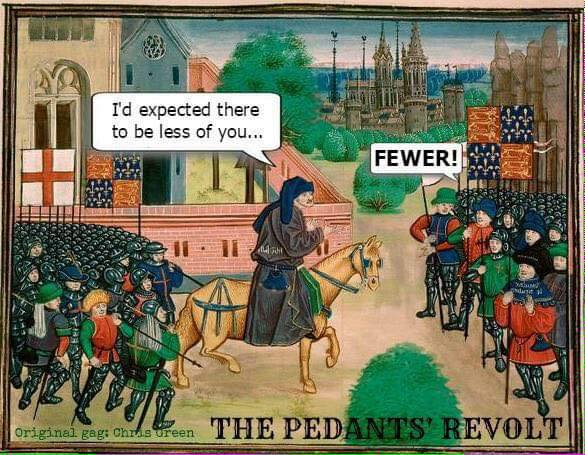 I'd expected there
to be less of you...
FEWER!
Original gag: Chris Green
THE PEDANTS' REVOLT